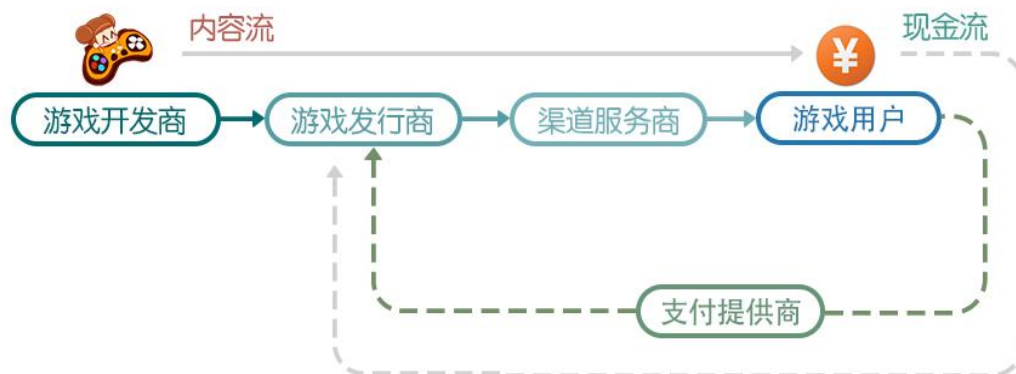 内容流
现金流
¥
游戏开发商
游戏发行商
渠道服务商
游戏用户
支付提供商